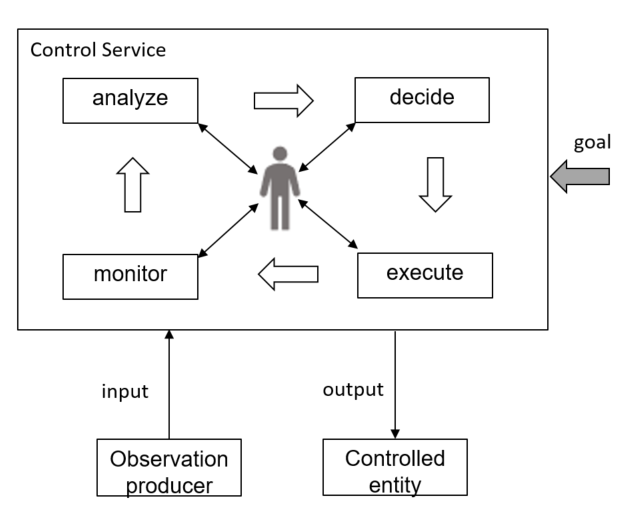 Control Service
analyze
decide
goal
monitor
execute
input
output
Observation
producer
Controlled
entity